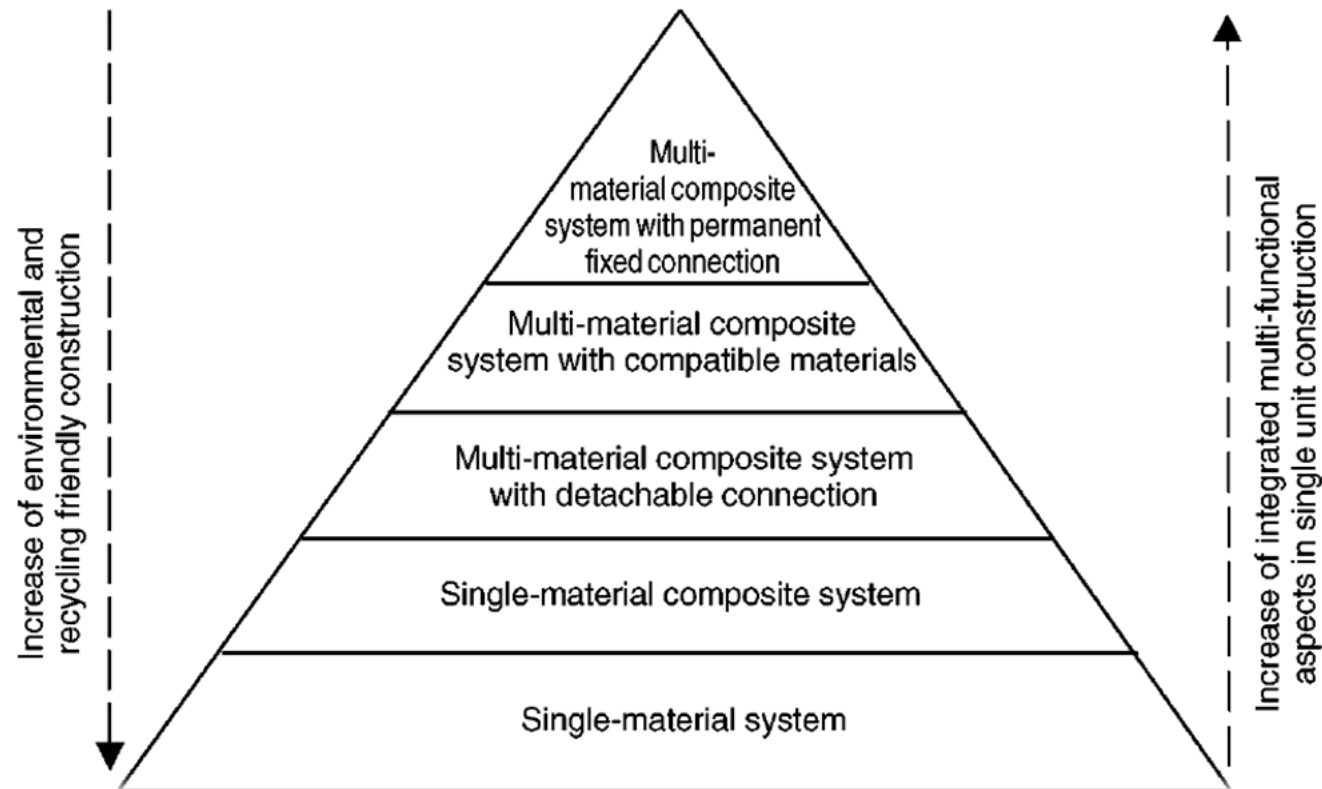 Multi-
material composite
system with permanent
fixed connection
Multi-material composite
system with compatible materials
Multi-material composite system
with detachable connection
Single-material composite system
Single-material system
Increase of environmental and
recycling friendly construction
Increase of integrated multi-functional
aspects in single unit construction